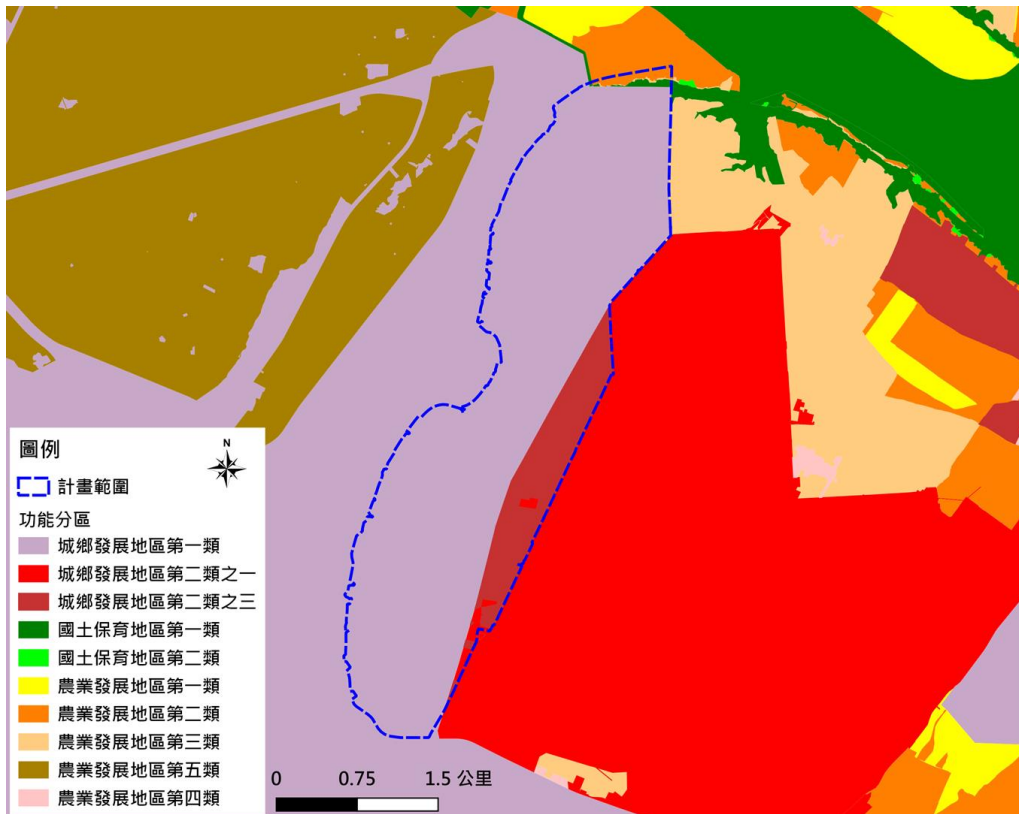 圖例
N
計畫範圍
功能分區
城鄉發展地區第一類
城鄉發展地區第二類之一
城鄉發展地區第二類之三
國土保育地區第一類
國土保育地區第二類
農業發展地區第一類
農業發展地區第二類
農業發展地區第三類
農業發展地區第五類
農業發展地區第四類
0 0.75 1.5 公里